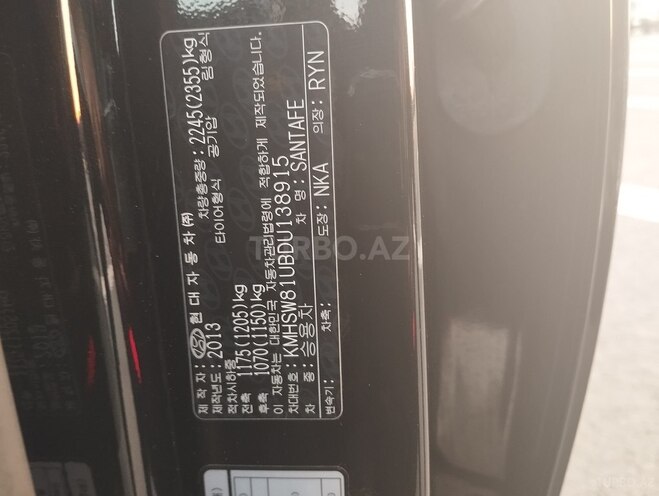 제 작 자: 현 대 자 동 차 (주)
제작년도: 2013 차량총중량: 2245(2355)kg
적차시하중 타이어형식 공기압 림형식
전축 1175(1205)kg
후축 1070(1150)kg
이 자동차는 대한민국 자동차관리법령에 적합하게 제작되었습니다.
차대번호: KMHSW81UBDU138915
차 종: 승용차 차 명: SANTAFE
변속기: 차축: 도장: NKA 의장: RYN
TURBO.AZ
TURBO.AZ